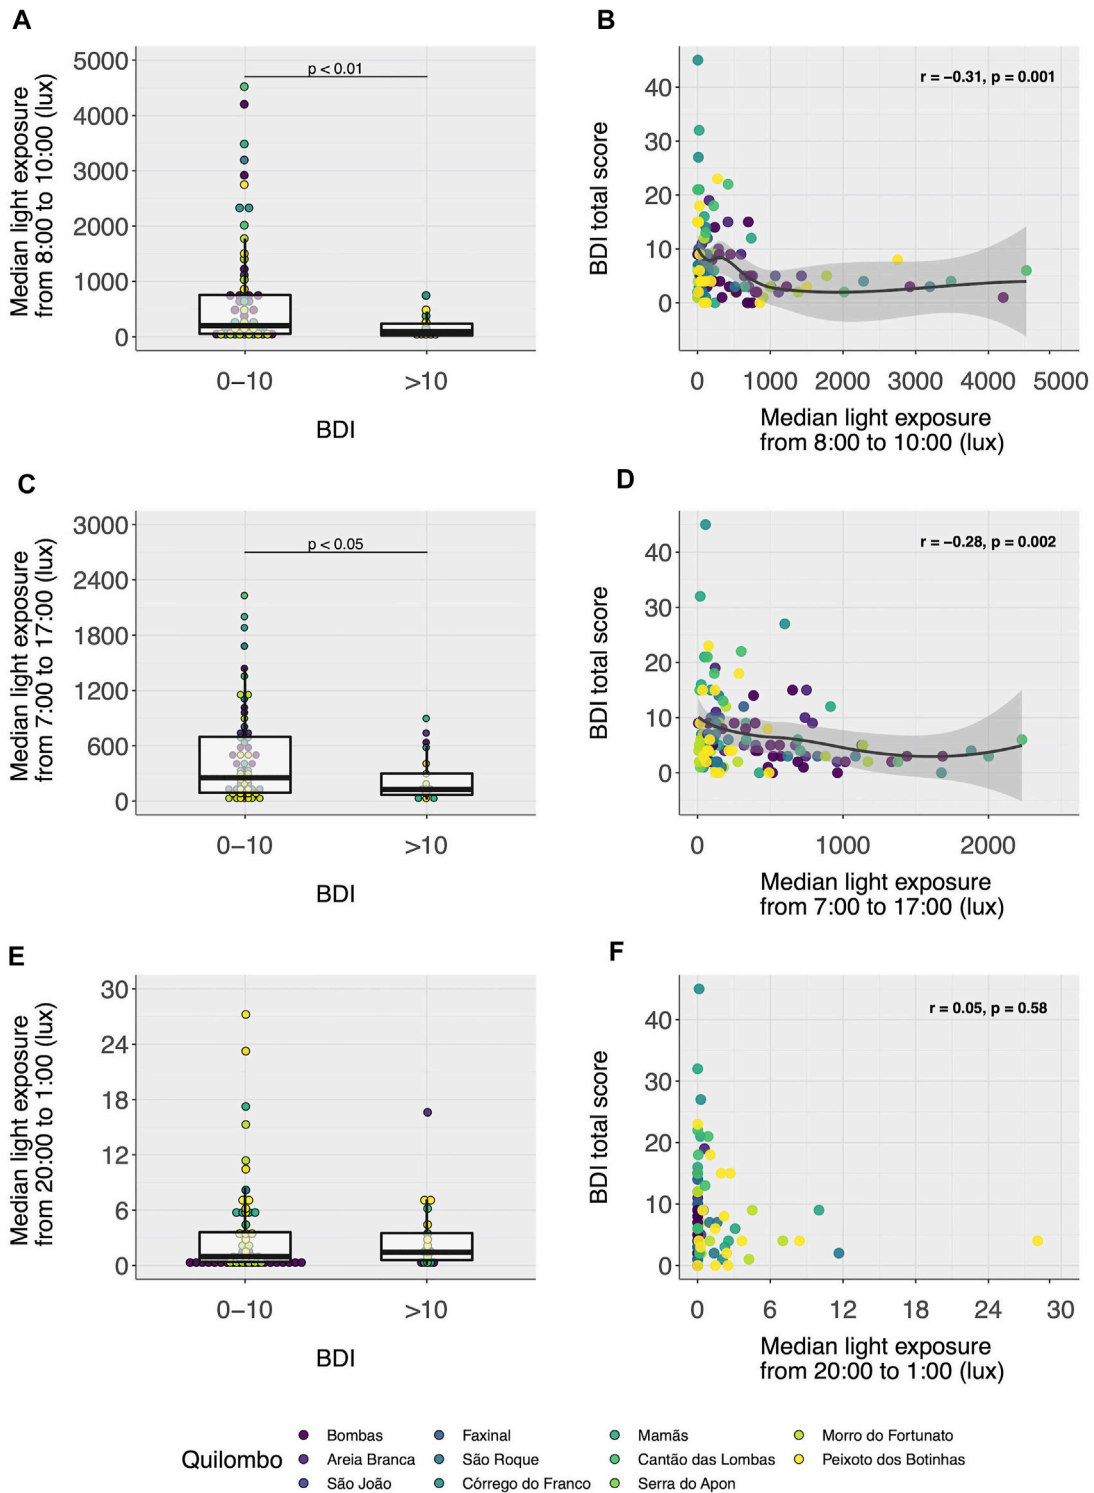 A
Median light exposure
from 8:00 to 10:00 (lux)
5000
4000
3000
2000
1000
0
p < 0.01
0−10
>10
BDI
B
BDI total score
40
30
20
10
0
r = −0.31, p = 0.001
0
1000
2000
3000
4000
5000
Median light exposure
from 8:00 to 10:00 (lux)
C
Median light exposure
from 7:00 to 17:00 (lux)
3000
2400
1800
1200
600
0
p < 0.05
0−10
>10
BDI
D
BDI total score
40
30
20
10
0
r = −0.28, p = 0.002
0
1000
2000
Median light exposure
from 7:00 to 17:00 (lux)
E
Median light exposure
from 20:00 to 1:00 (lux)
30
24
18
12
6
0
0−10
>10
BDI
F
BDI total score
40
30
20
10
0
r = 0.05, p = 0.58
0
6
12
18
24
30
Median light exposure
from 20:00 to 1:00 (lux)
Quilombo
Bombas
Areia Branca
São João
Faxinal
São Roque
Córrego do Franco
Mamãs
Cantão das Lombas
Serra do Apon
Morro do Fortunato
Peixoto dos Botinhas